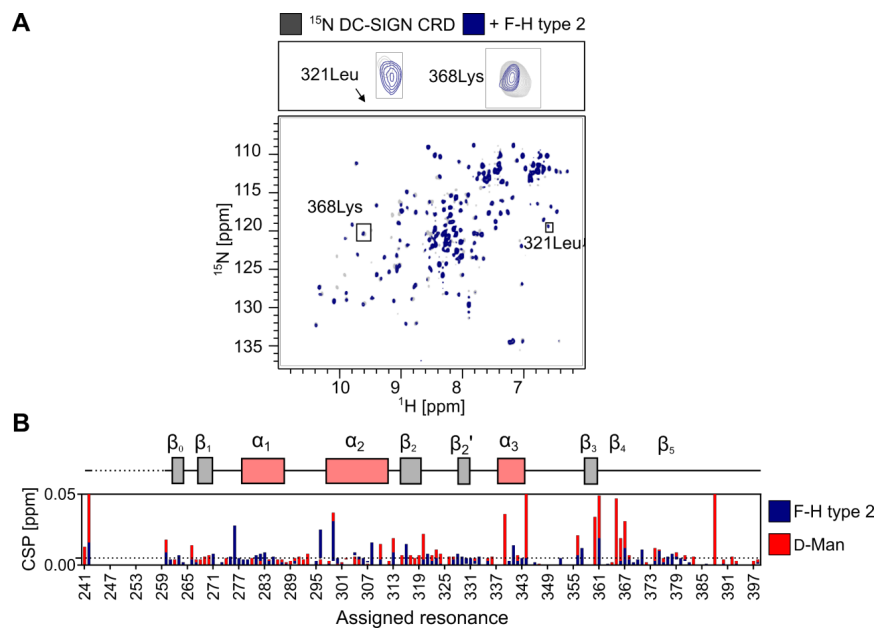 A
¹⁵N DC-SIGN CRD + F-H type 2
321Leu
368Lys
110
115
120
125
130
135
¹⁵N [ppm]
368Lys
321Leu
10 9 8 7
¹H [ppm]
B
β₀ β₁ α₁ α₂ β₂ β₂' α₃ β₃ β₄ β₅
0.05
0.00
CSP [ppm]
F-H type 2
D-Man
241 247 253 259 265 271 277 283 289 295 301 307 313 319 325 331 337 343 349 355 361 367 373 379 385 391 397
Assigned resonance